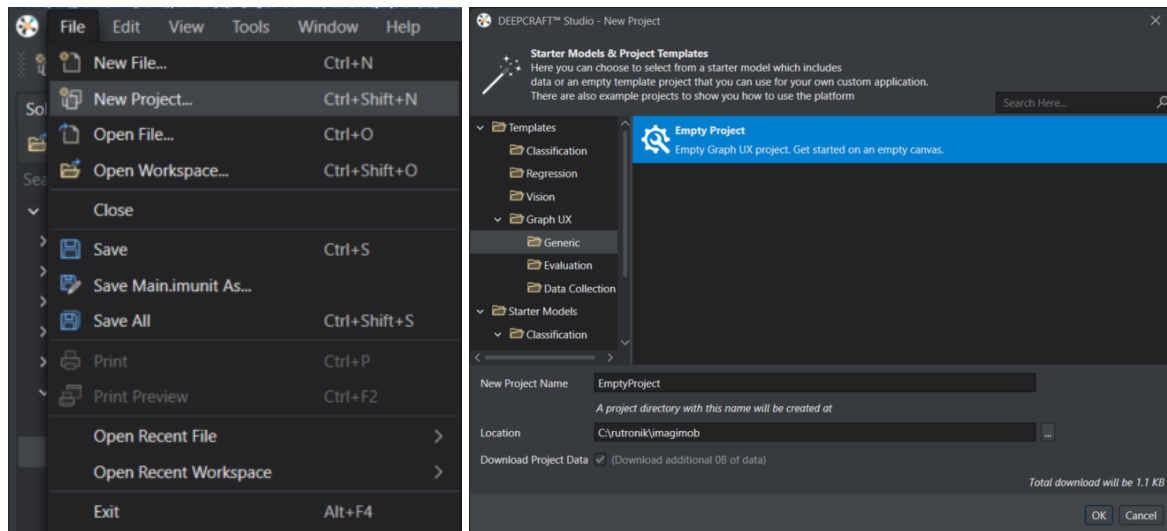 File Edit View Tools Window Help
New File... Ctrl+N
New Project... Ctrl+Shift+N
Open File... Ctrl+O
Open Workspace... Ctrl+Shift+O
Close
Save Ctrl+S
Save Main.imunit As...
Save All Ctrl+Shift+S
Print Ctrl+P
Print Preview Ctrl+F2
Open Recent File
Open Recent Workspace
Exit Alt+F4
DEEPCRAFT™ Studio - New Project
Starter Models & Project Templates
Here you can choose to select from a starter model which includes
data or an empty template project that you can use for your own custom application.
There are also example projects to show you how to use the platform
Search Here...
Templates
Classification
Regression
Vision
Graph UX
Generic
Evaluation
Data Collection
Starter Models
Classification
Empty Project
Empty Graph UX project. Get started on an empty canvas.
New Project Name EmptyProject
A project directory with this name will be created at
Location C:\rutronik\imagimob ...
Download Project Data (Download additional 0B of data)
Total download will be 1.1 KB
OK Cancel